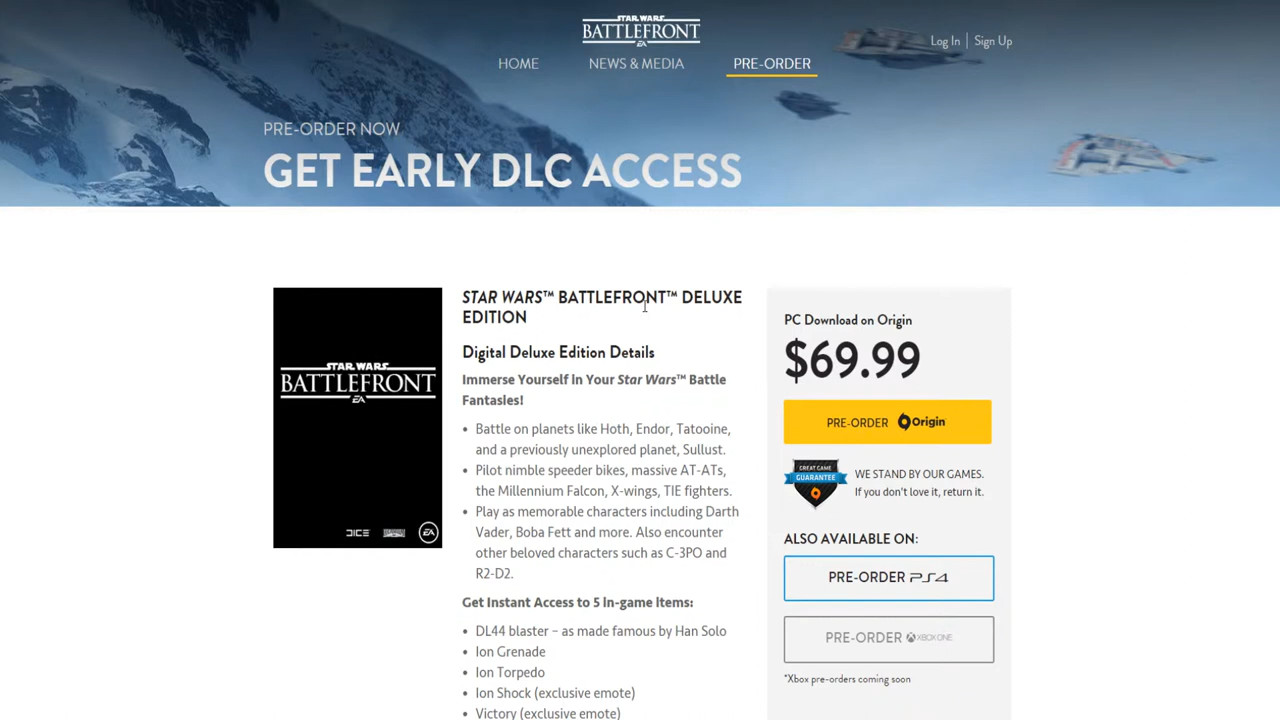 STAR WARS
BATTLEFRONT
EA
Log In | Sign Up
HOME NEWS & MEDIA PRE-ORDER
PRE-ORDER NOW
GET EARLY DLC ACCESS
STAR WARS
BATTLEFRONT
EA
DICE
EA
STAR WARS™ BATTLEFRONT™ DELUXE
EDITION
Digital Deluxe Edition Details
Immerse Yourself in Your Star Wars™ Battle
Fantasies!
• Battle on planets like Hoth, Endor, Tatooine,
and a previously unexplored planet, Sullust.
• Pilot nimble speeder bikes, massive AT-ATs,
the Millennium Falcon, X-wings, TIE fighters.
• Play as memorable characters including Darth
Vader, Boba Fett and more. Also encounter
other beloved characters such as C-3PO and
R2-D2.
Get Instant Access to 5 in-game items:
• DL44 blaster – as made famous by Han Solo
• Ion Grenade
• Ion Torpedo
• Ion Shock (exclusive emote)
• Victory (exclusive emote)
PC Download on Origin
$69.99
PRE-ORDER Origin
GREAT GAME
GUARANTEE
WE STAND BY OUR GAMES.
If you don't love it, return it.
ALSO AVAILABLE ON:
PRE-ORDER PS4
PRE-ORDER XBOX ONE
*Xbox pre-orders coming soon